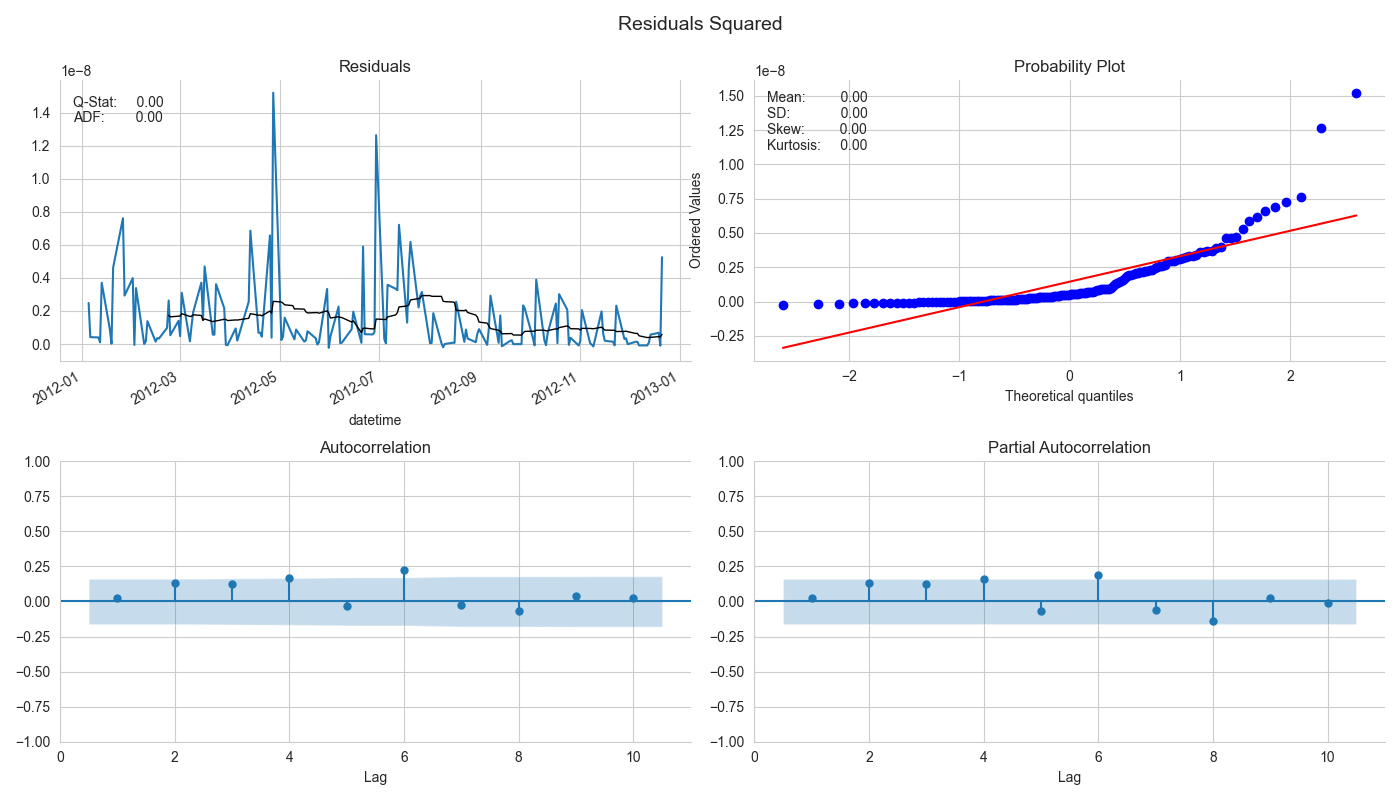 Residuals Squared
Residuals
1e−8
Q-Stat: 0.00
ADF: 0.00
1.4
1.2
1.0
0.8
0.6
0.4
0.2
0.0
2012-01
2012-03
2012-05
2012-07
2012-09
2012-11
2013-01
datetime
Probability Plot
1e−8
Mean: 0.00
SD: 0.00
Skew: 0.00
Kurtosis: 0.00
Ordered Values
1.50
1.25
1.00
0.75
0.50
0.25
0.00
−0.25
−2 −1 0 1 2
Theoretical quantiles
Autocorrelation
1.00
0.75
0.50
0.25
0.00
−0.25
−0.50
−0.75
−1.00
0 2 4 6 8 10
Lag
Partial Autocorrelation
1.00
0.75
0.50
0.25
0.00
−0.25
−0.50
−0.75
−1.00
0 2 4 6 8 10
Lag